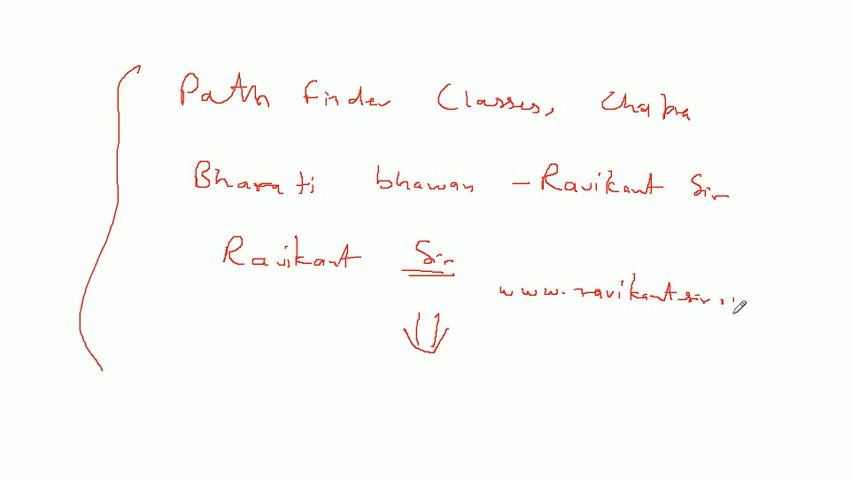 Path finder Classes, Chapra
Bharati bhawan - Ravikant Sir
Ravikant Sir
www.ravikantsir.